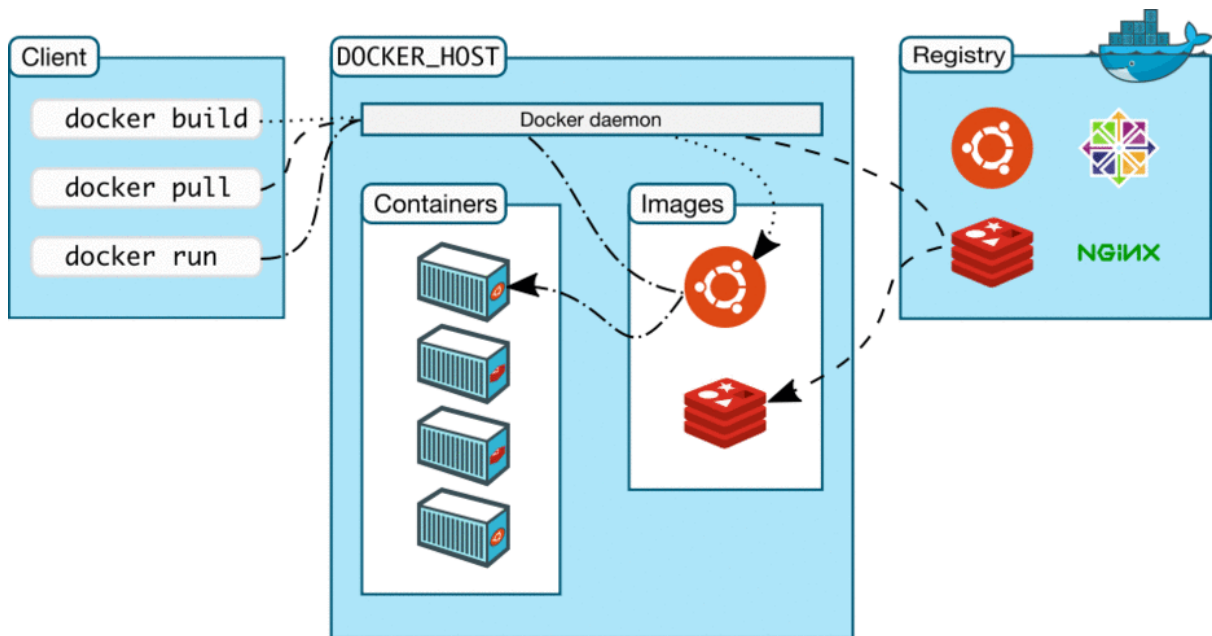 Client
docker build
docker pull
docker run
DOCKER_HOST
Docker daemon
Containers
Images
Registry
NGiNX